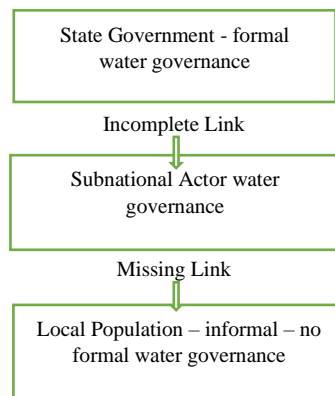 State Government - formal
water governance
Incomplete Link
Subnational Actor water
governance
Missing Link
Local Population – informal – no
formal water governance